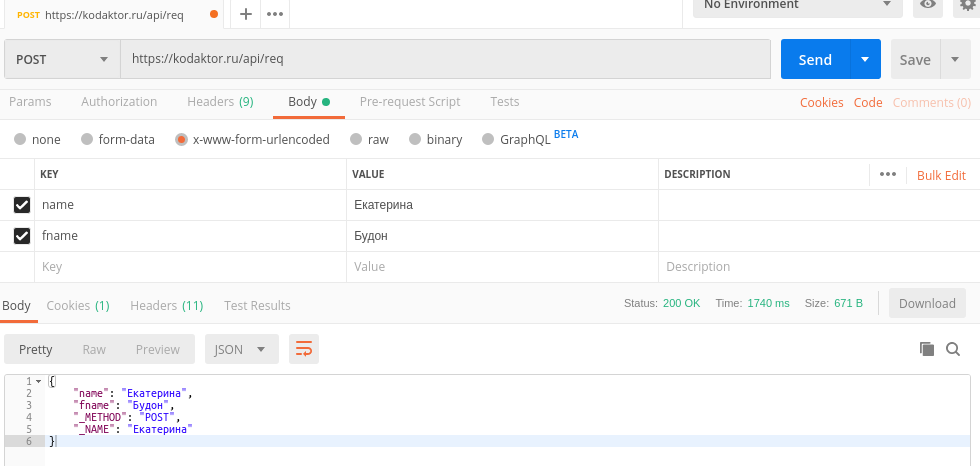 POST https://kodaktor.ru/api/req No Environment
POST https://kodaktor.ru/api/req Send Save
Params Authorization Headers (9) Body Pre-request Script Tests Cookies Code Comments (0)
none form-data x-www-form-urlencoded raw binary GraphQL BETA
KEY VALUE DESCRIPTION Bulk Edit
name Екатерина
fname Будон
Key Value Description
Body Cookies (1) Headers (11) Test Results Status: 200 OK Time: 1740 ms Size: 671 B Download
Pretty Raw Preview JSON
1 {
2 "name": "Екатерина",
3 "fname": "Будон",
4 "_METHOD": "POST",
5 "_NAME": "Екатерина"
6 }